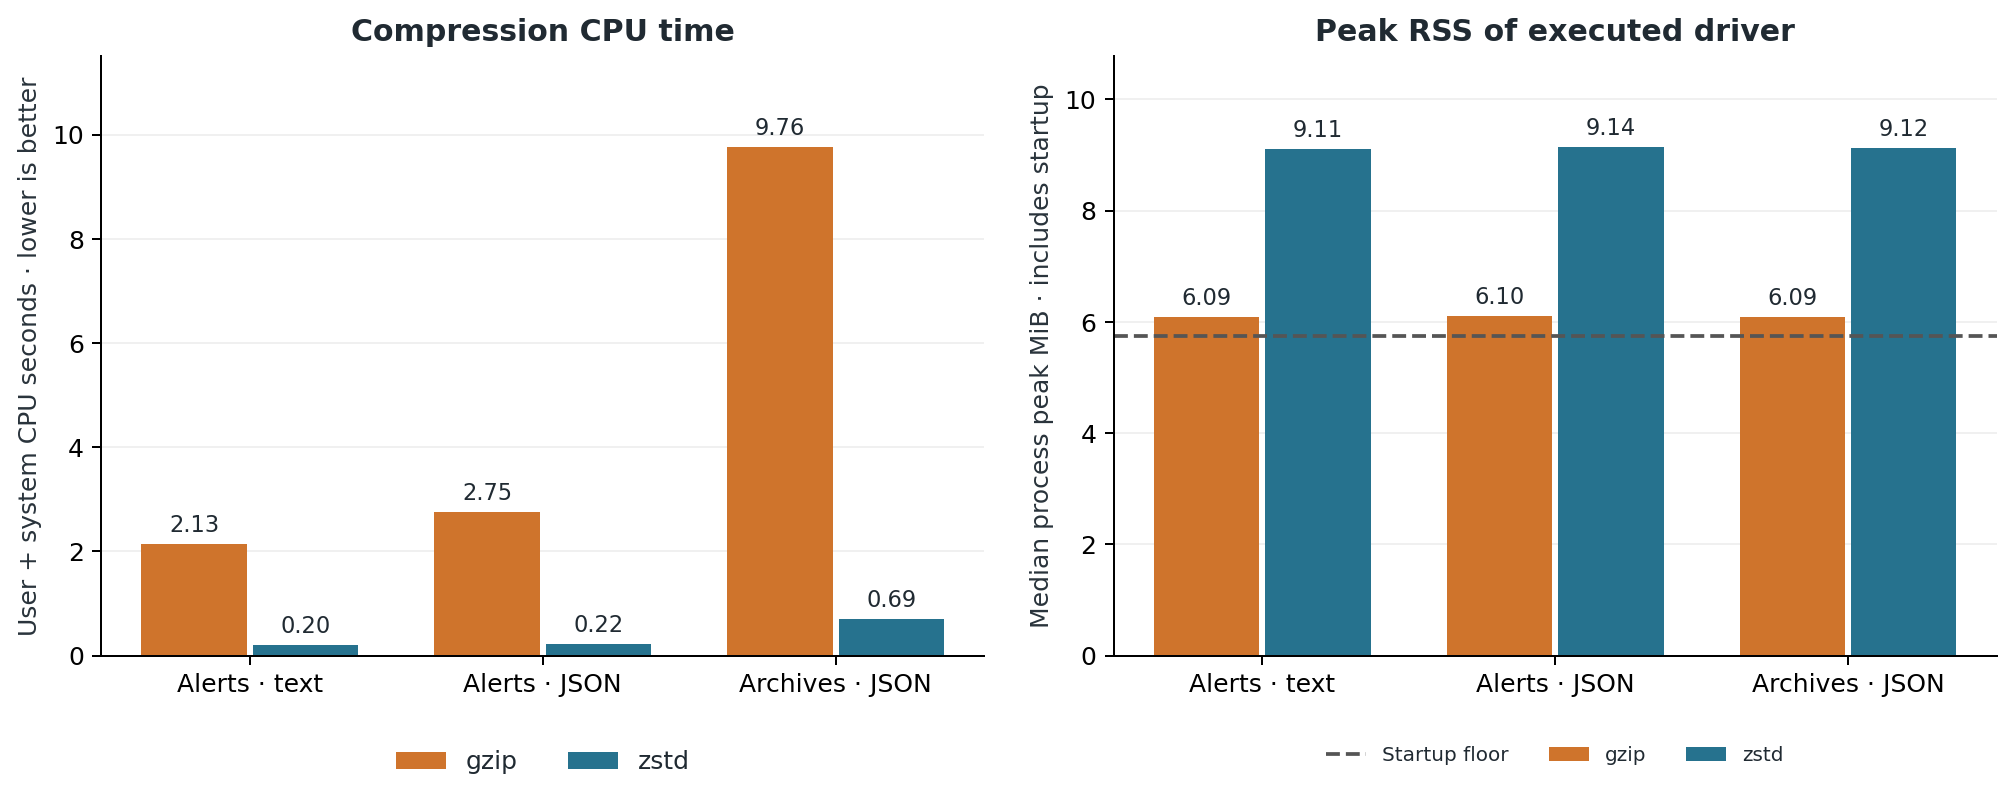 Compression CPU time
User + system CPU seconds · lower is better
10
8
6
4
2
0
2.13
0.20
2.75
0.22
9.76
0.69
Alerts · text
Alerts · JSON
Archives · JSON
gzip
zstd
Peak RSS of executed driver
Median process peak MiB · includes startup
10
8
6
4
2
0
6.09
9.11
6.10
9.14
6.09
9.12
Alerts · text
Alerts · JSON
Archives · JSON
Startup floor
gzip
zstd